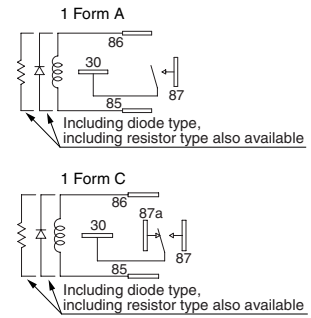 1 Form A
86
30
87
85
Including diode type,
including resistor type also available
1 Form C
86
87a
30
87
85
Including diode type,
including resistor type also available